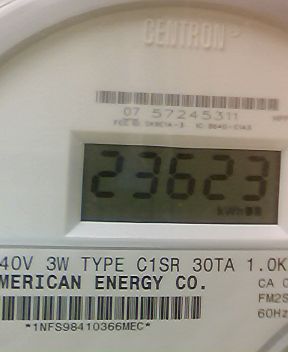 CENTRON
07 57245311
23623
kWh
40V 3W TYPE C1SR 30TA 1.0K
MERICAN ENERGY CO.
CA 0
FM2S
60Hz
*1NFS98410366MEC*